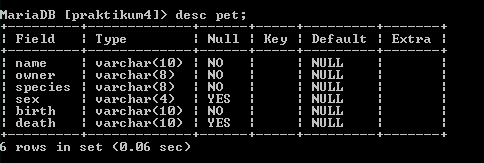 MariaDB [praktikum4]> desc pet;
+---------+-------------+------+-----+---------+-------+
| Field   | Type        | Null | Key | Default | Extra |
+---------+-------------+------+-----+---------+-------+
| name    | varchar(10) | NO   |     | NULL    |       |
| owner   | varchar(8)  | NO   |     | NULL    |       |
| species | varchar(8)  | NO   |     | NULL    |       |
| sex     | varchar(4)  | YES  |     | NULL    |       |
| birth   | varchar(10) | NO   |     | NULL    |       |
| death   | varchar(10) | YES  |     | NULL    |       |
+---------+-------------+------+-----+---------+-------+
6 rows in set (0.06 sec)